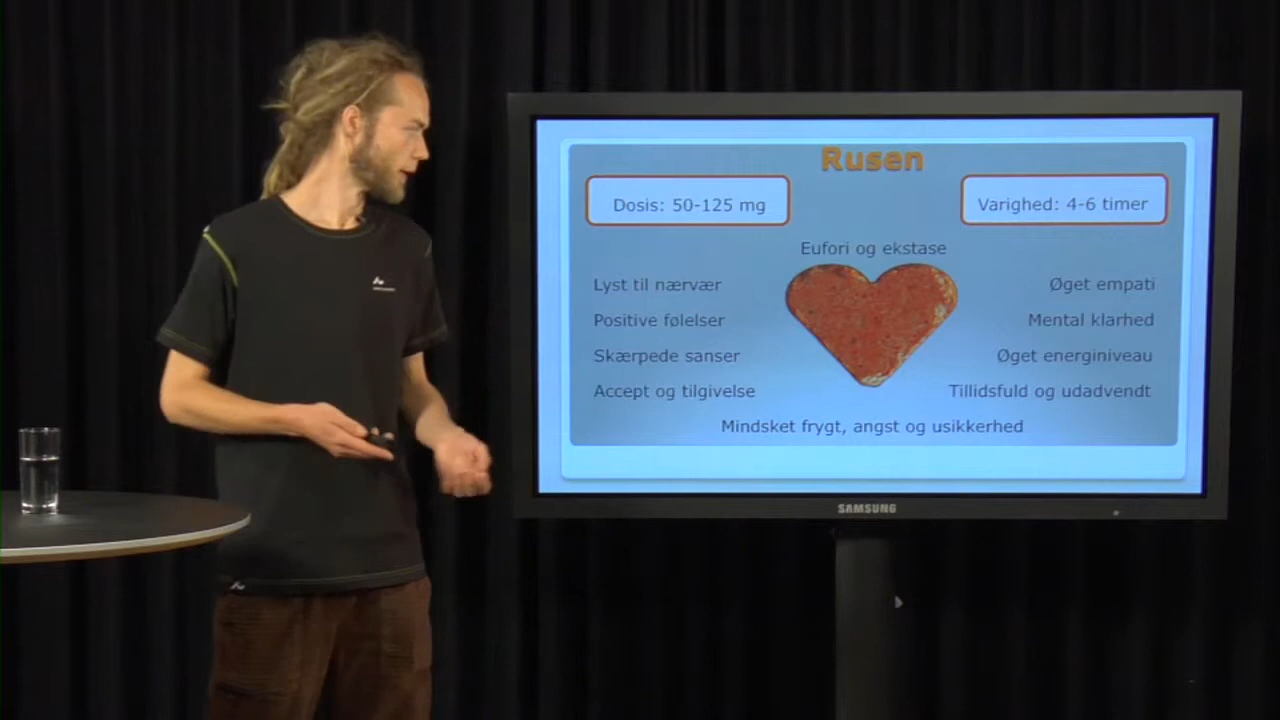 Rusen
Dosis: 50-125 mg
Varighed: 4-6 timer
Eufori og ekstase
Lyst til nærvær
Øget empati
Positive følelser
Mental klarhed
Skærpede sanser
Øget energiniveau
Accept og tilgivelse
Tillidsfuld og udadvendt
Mindsket frygt, angst og usikkerhed
SAMSUNG